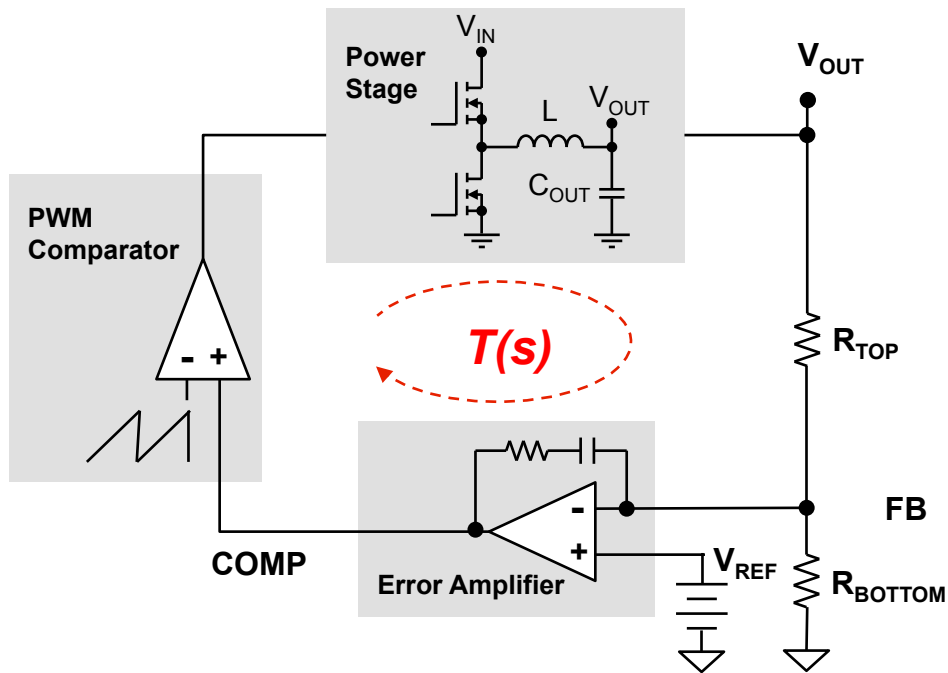 Power
Stage
V_IN
V_OUT
L
V_OUT
C_OUT
PWM
Comparator
- +
T(s)
R_TOP
-
FB
+
COMP
V_REF
Error Amplifier
R_BOTTOM